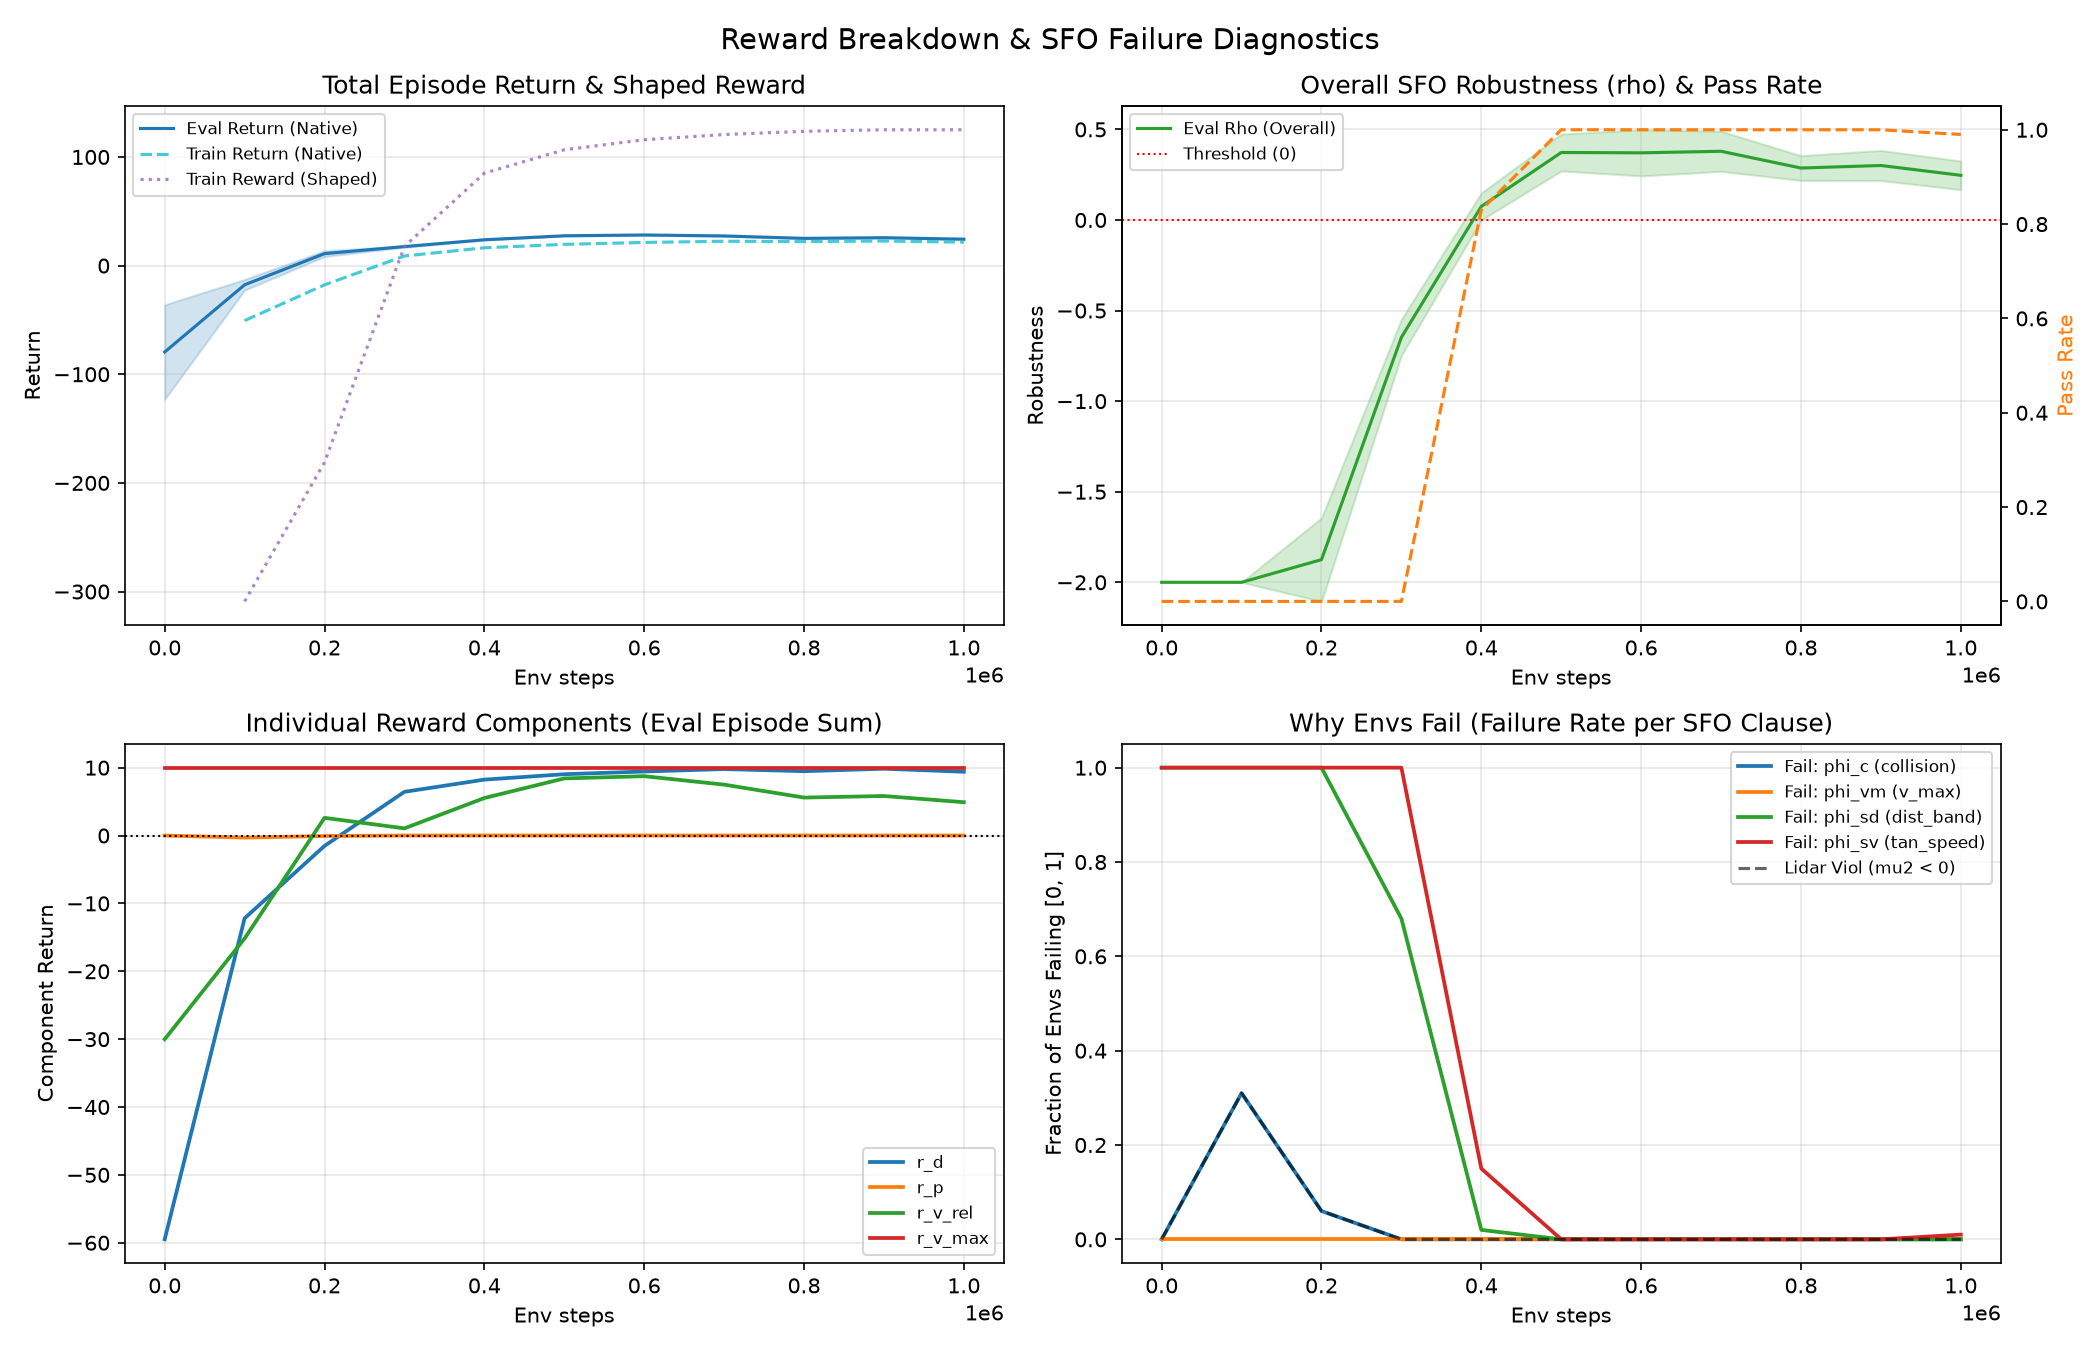 Reward Breakdown & SFO Failure Diagnostics
Total Episode Return & Shaped Reward
Eval Return (Native)
Train Return (Native)
Train Reward (Shaped)
Return
100
0
−100
−200
−300
0.0 0.2 0.4 0.6 0.8 1.0
1e6
Env steps
Overall SFO Robustness (rho) & Pass Rate
Eval Rho (Overall)
Threshold (0)
Robustness
0.5
0.0
−0.5
−1.0
−1.5
−2.0
Pass Rate
1.0
0.8
0.6
0.4
0.2
0.0
0.0 0.2 0.4 0.6 0.8 1.0
1e6
Env steps
Individual Reward Components (Eval Episode Sum)
Component Return
10
0
−10
−20
−30
−40
−50
−60
r_d
r_p
r_v_rel
r_v_max
0.0 0.2 0.4 0.6 0.8 1.0
1e6
Env steps
Why Envs Fail (Failure Rate per SFO Clause)
Fail: phi_c (collision)
Fail: phi_vm (v_max)
Fail: phi_sd (dist_band)
Fail: phi_sv (tan_speed)
Lidar Viol (mu2 < 0)
Fraction of Envs Failing [0, 1]
1.0
0.8
0.6
0.4
0.2
0.0
0.0 0.2 0.4 0.6 0.8 1.0
1e6
Env steps